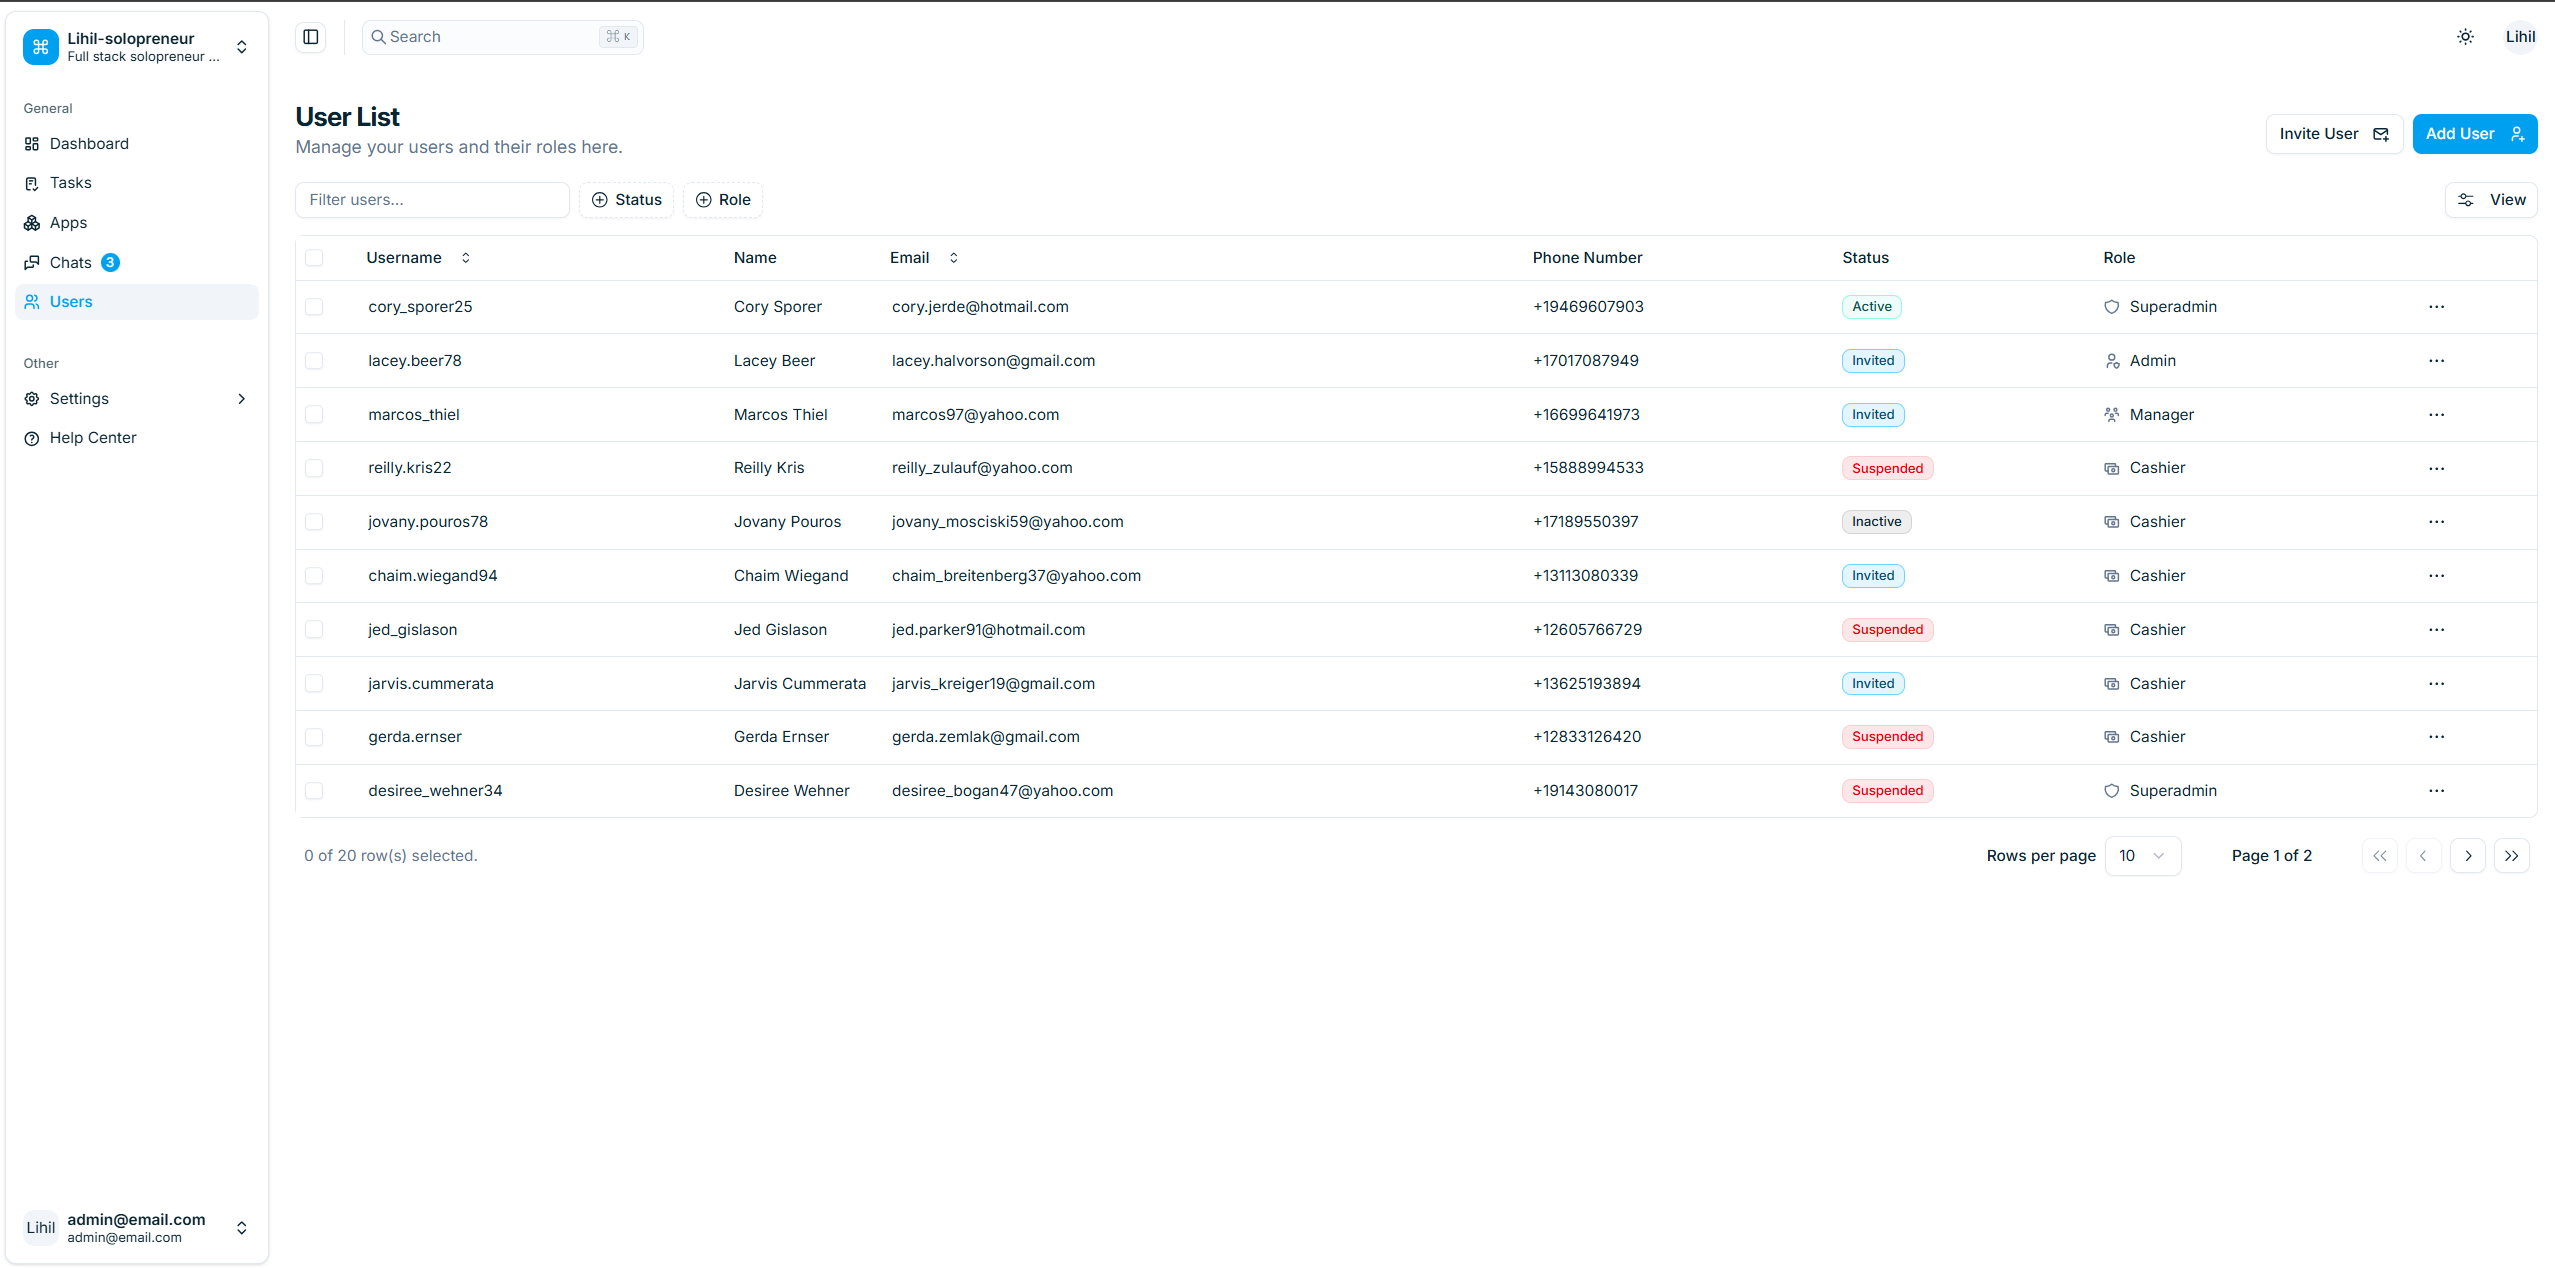 Lihil-solopreneur
Full stack solopreneur ...
General
Dashboard
Tasks
Apps
Chats 3
Users
Other
Settings
Help Center
Lihil admin@email.com
admin@email.com
Search ⌘ K
Lihil
User List
Manage your users and their roles here.
Invite User
Add User
Filter users...
Status
Role
View
Username Name Email Phone Number Status Role
cory_sporer25 Cory Sporer cory.jerde@hotmail.com +19469607903 Active Superadmin
lacey.beer78 Lacey Beer lacey.halvorson@gmail.com +17017087949 Invited Admin
marcos_thiel Marcos Thiel marcos97@yahoo.com +16699641973 Invited Manager
reilly.kris22 Reilly Kris reilly_zulauf@yahoo.com +15888994533 Suspended Cashier
jovany.pouros78 Jovany Pouros jovany_mosciski59@yahoo.com +17189550397 Inactive Cashier
chaim.wiegand94 Chaim Wiegand chaim_breitenberg37@yahoo.com +13113080339 Invited Cashier
jed_gislason Jed Gislason jed.parker91@hotmail.com +12605766729 Suspended Cashier
jarvis.cummerata Jarvis Cummerata jarvis_kreiger19@gmail.com +13625193894 Invited Cashier
gerda.ernser Gerda Ernser gerda.zemlak@gmail.com +12833126420 Suspended Cashier
desiree_wehner34 Desiree Wehner desiree_bogan47@yahoo.com +19143080017 Suspended Superadmin
0 of 20 row(s) selected.
Rows per page 10
Page 1 of 2